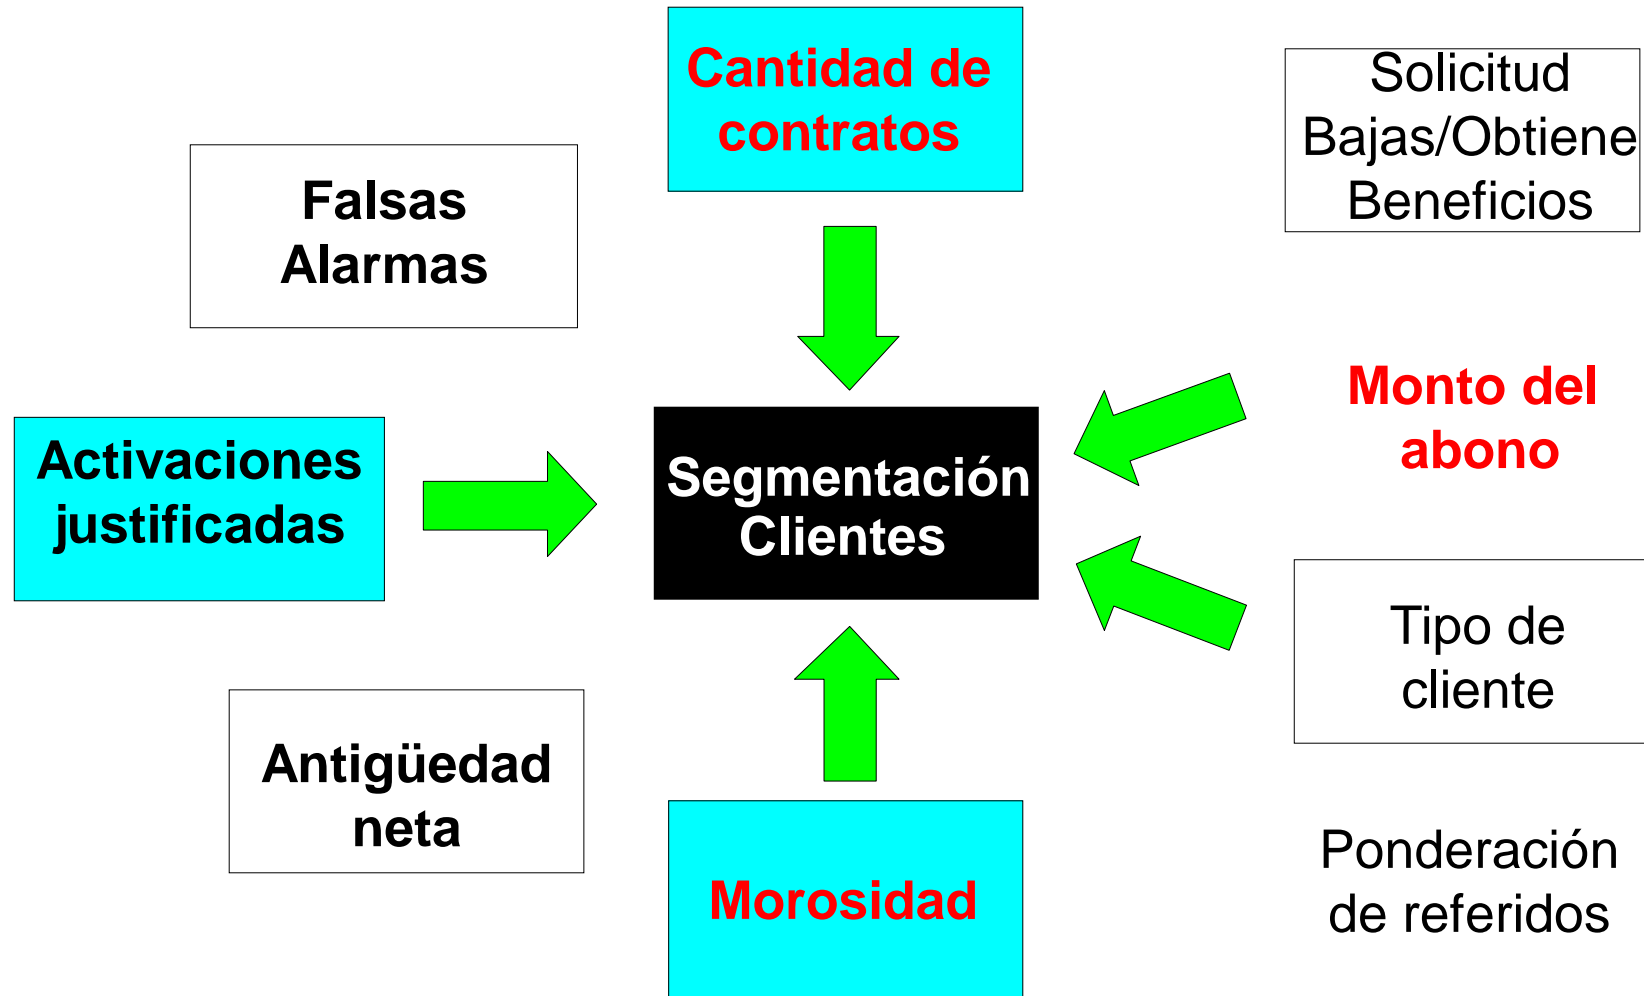 Cantidad de
contratos
Solicitud
Bajas/Obtiene
Beneficios
Falsas
Alarmas
Monto del
abono
Activaciones
justificadas
Segmentación
Clientes
Tipo de
cliente
Antigüedad
neta
Morosidad
Ponderación
de referidos